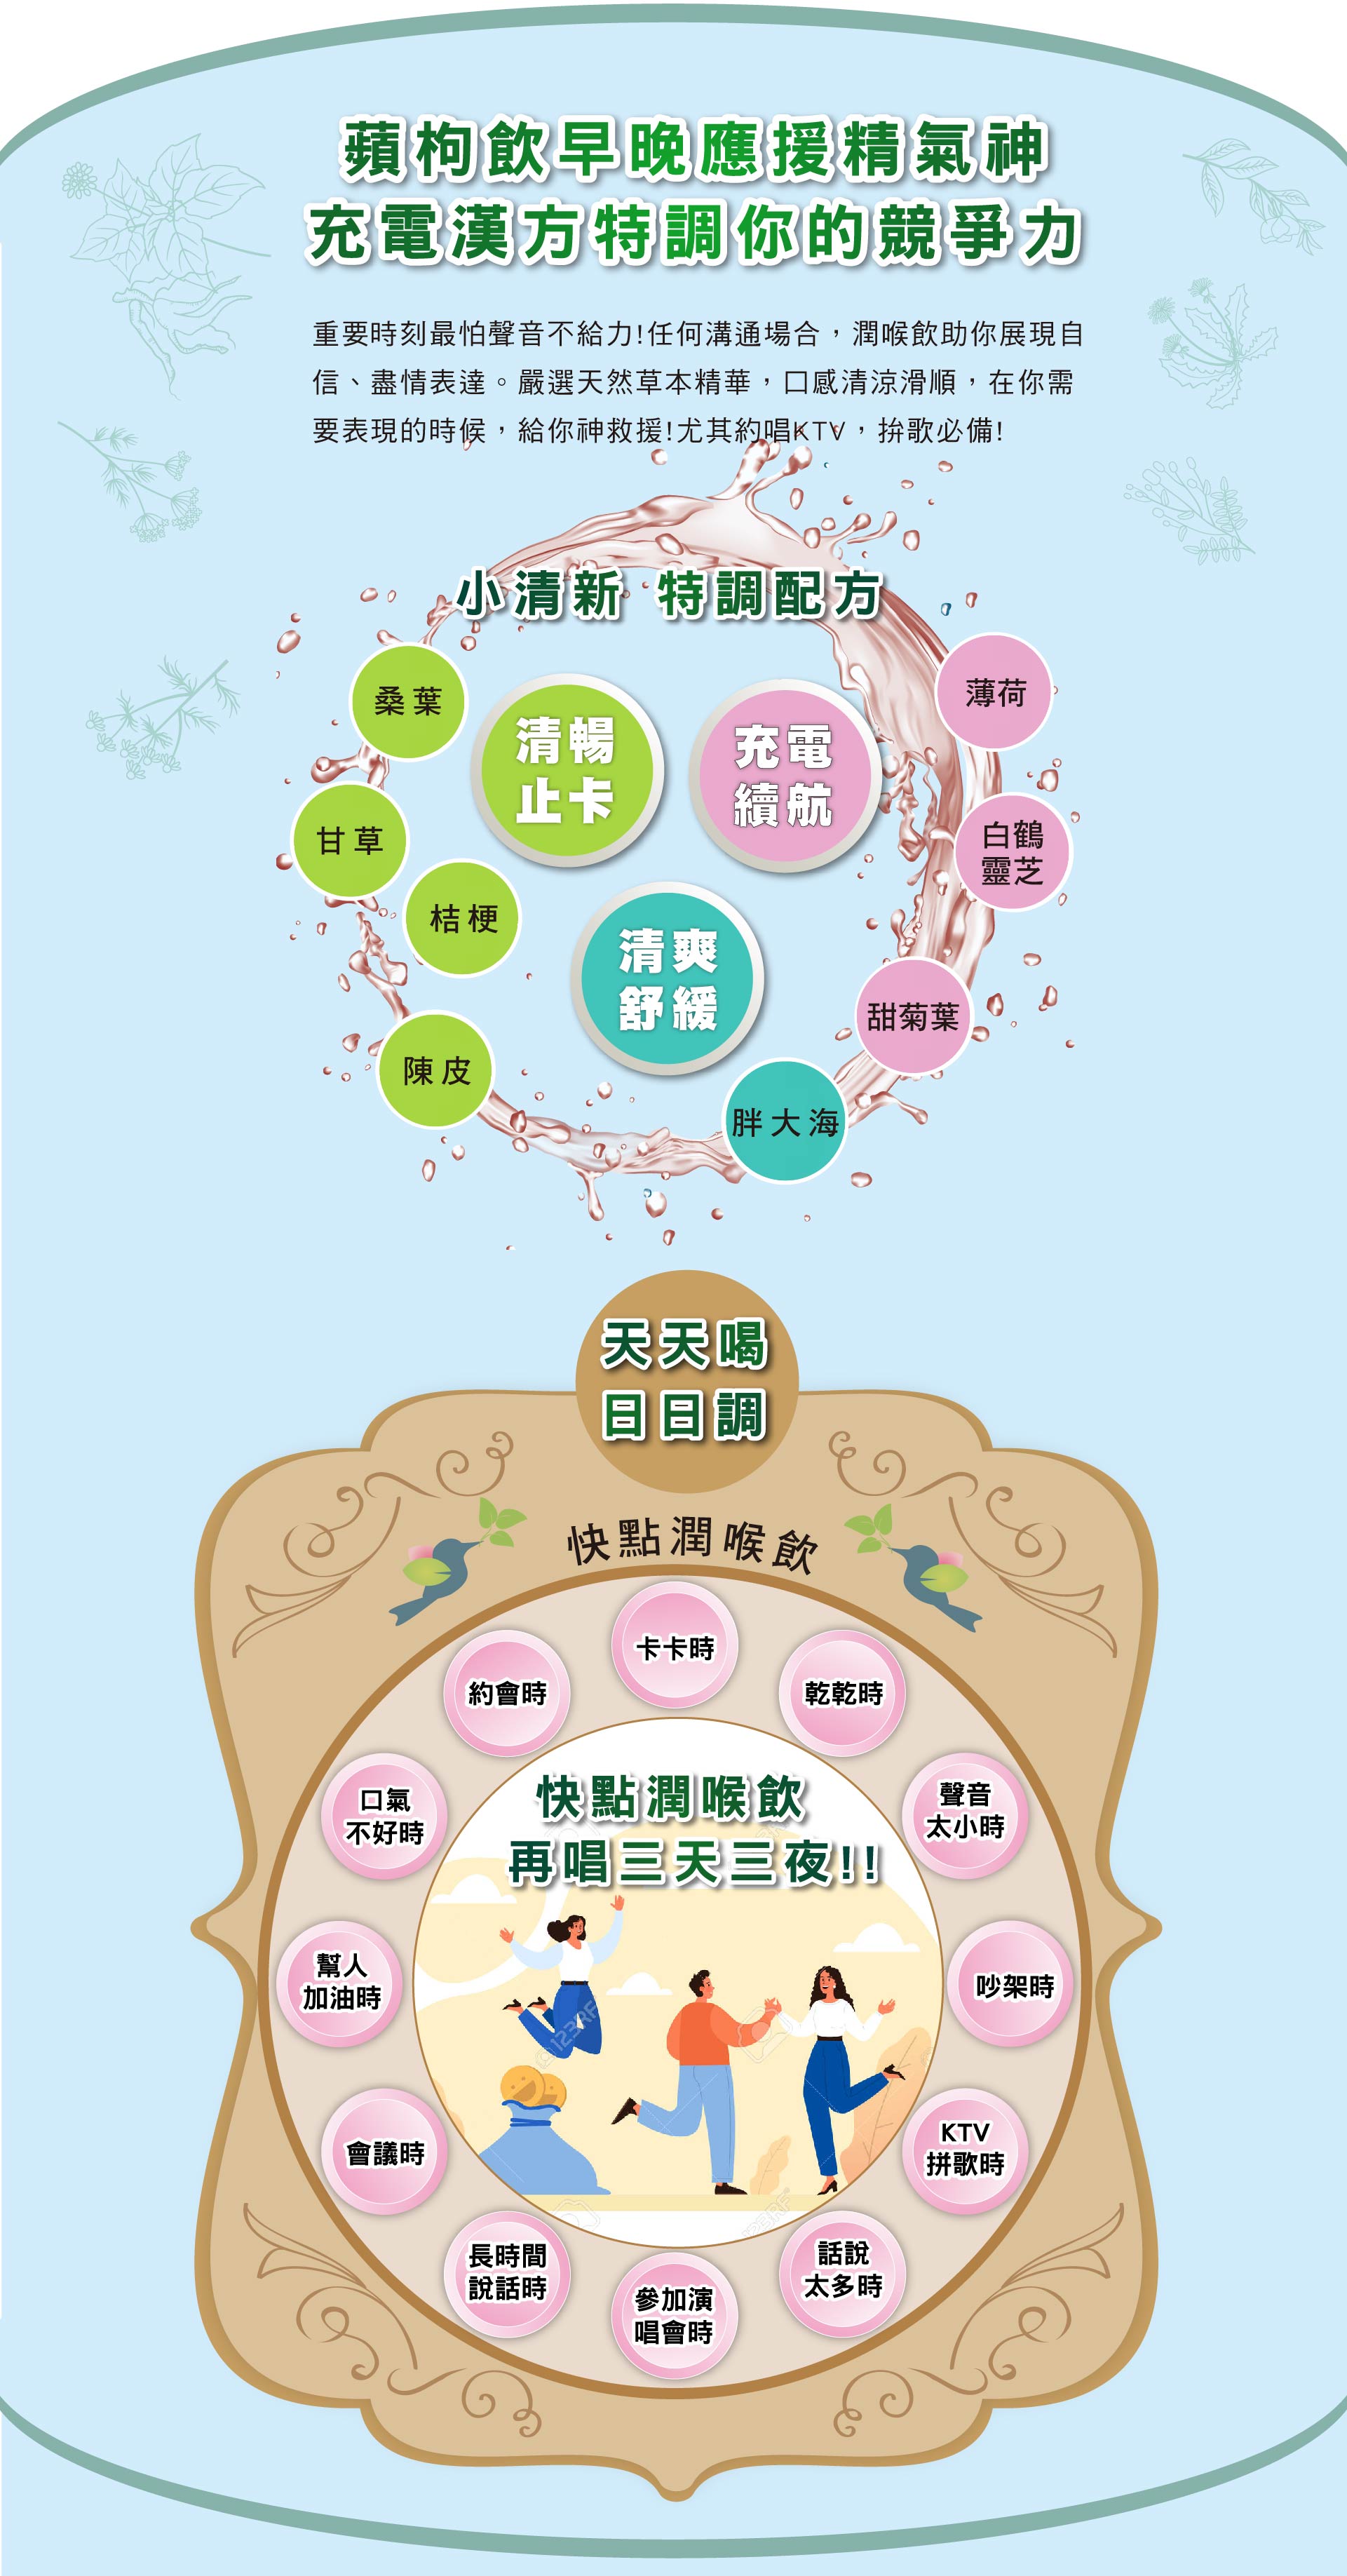 蘋枸飲早晚應援精氣神
充電漢方特調你的競爭力
重要時刻最怕聲音不給力!任何溝通場合，潤喉飲助你展現自
信、盡情表達。嚴選天然草本精華，口感清涼滑順，在你需
要表現的時候，給你神救援!尤其約唱KTV，拚歌必備!
小清新 特調配方
桑葉
甘草
桔梗
陳皮
清暢
止卡
充電
續航
清爽
舒緩
薄荷
白鶴
靈芝
甜菊葉
胖大海
天天喝
日日調
快點潤喉飲
卡卡時
乾乾時
聲音
太小時
吵架時
KTV
拚歌時
話說
太多時
參加演
唱會時
長時間
說話時
會議時
幫人
加油時
口氣
不好時
約會時
快點潤喉飲
再唱三天三夜!!
@123RF
123RF